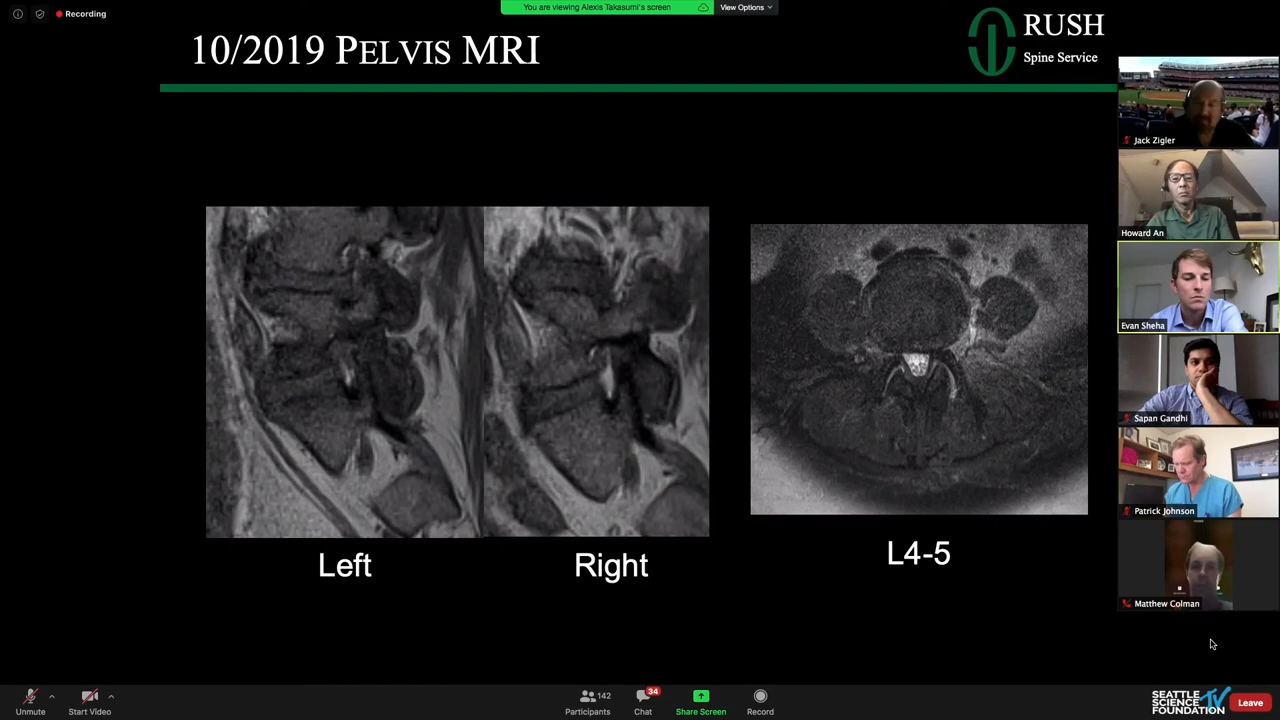 Recording
You are viewing Alexis Takasumi's screen
View Options
10/2019 PELVIS MRI
RUSH
Spine Service
Jack Zigler
Howard An
Evan Sheha
Sapan Gandhi
Patrick Johnson
Matthew Colman
Left
Right
L4-5
Unmute
Start Video
142
Participants
34
Chat
Share Screen
Record
SEATTLE
SCIENCE
FOUNDATION
TV
Leave